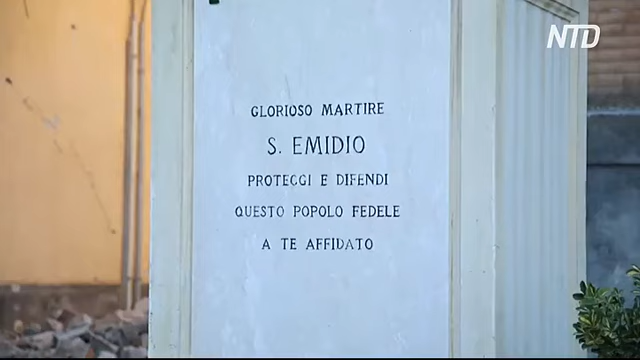 NTD
GLORIOSO MARTIRE
S. EMIDIO
PROTEGGI E DIFENDI
QUESTO POPOLO FEDELE
A TE AFFIDATO